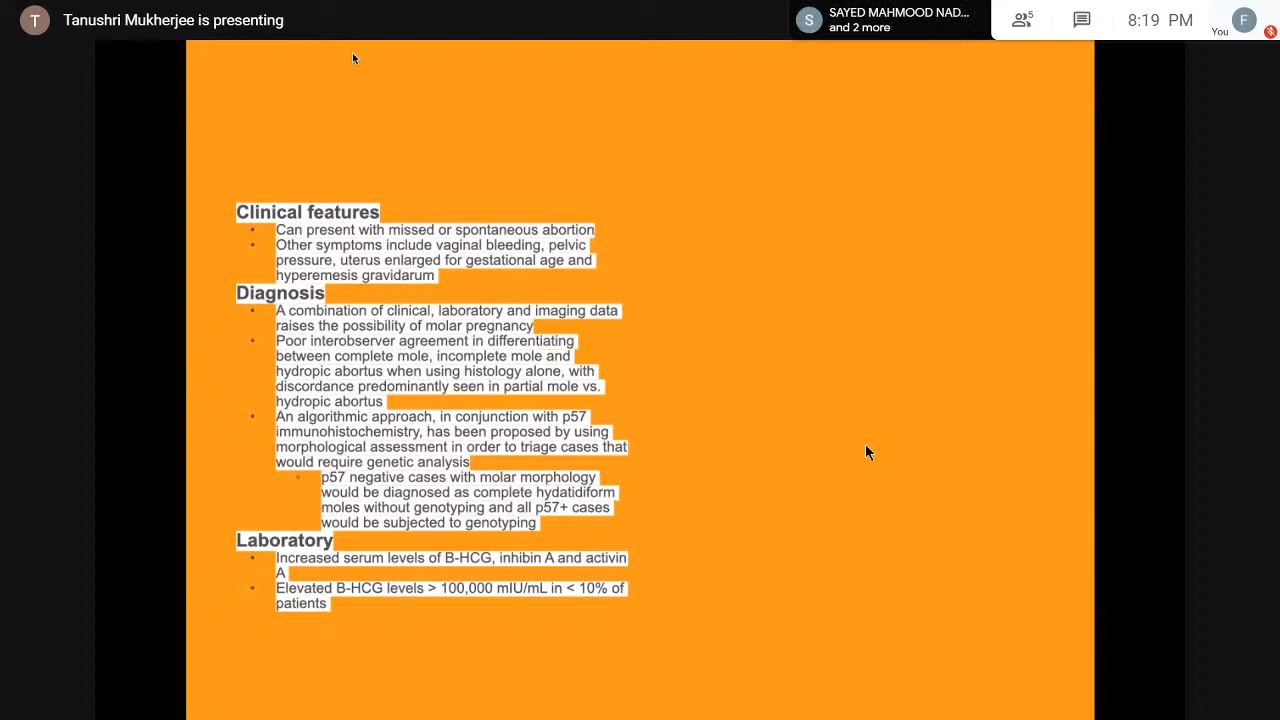 T
Tanushri Mukherjee is presenting
S
SAYED MAHMOOD NAD...
and 2 more
5
8:19 PM
You
F
Clinical features
• Can present with missed or spontaneous abortion
• Other symptoms include vaginal bleeding, pelvic
pressure, uterus enlarged for gestational age and
hyperemesis gravidarum
Diagnosis
• A combination of clinical, laboratory and imaging data
raises the possibility of molar pregnancy
• Poor interobserver agreement in differentiating
between complete mole, incomplete mole and
hydropic abortus when using histology alone, with
discordance predominantly seen in partial mole vs.
hydropic abortus
• An algorithmic approach, in conjunction with p57
immunohistochemistry, has been proposed by using
morphological assessment in order to triage cases that
would require genetic analysis
◦ p57 negative cases with molar morphology
would be diagnosed as complete hydatidiform
moles without genotyping and all p57+ cases
would be subjected to genotyping
Laboratory
• Increased serum levels of B-HCG, inhibin A and activin
A
• Elevated B-HCG levels > 100,000 mIU/mL in < 10% of
patients